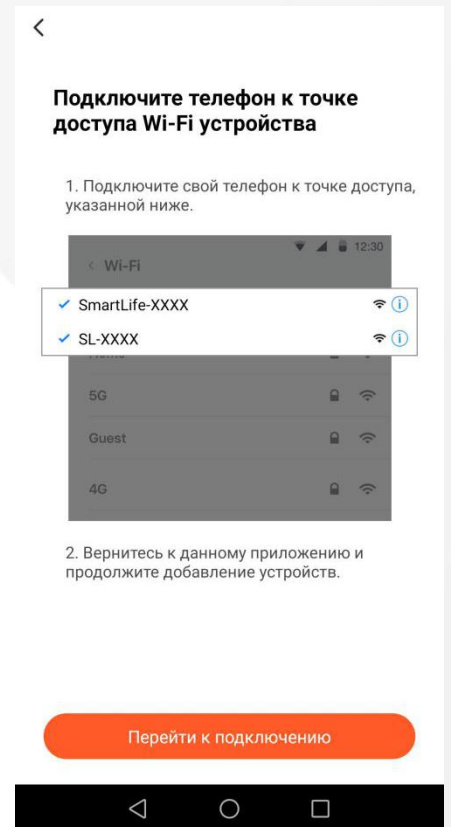 Подключите телефон к точке
доступа Wi-Fi устройства
1. Подключите свой телефон к точке доступа,
указанной ниже.
12:30
< Wi-Fi
SmartLife-XXXX
SL-XXXX
5G
Guest
4G
2. Вернитесь к данному приложению и
продолжите добавление устройств.
Перейти к подключению